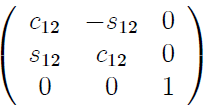 c₁₂ −s₁₂ 0
s₁₂ c₁₂ 0
0 0 1